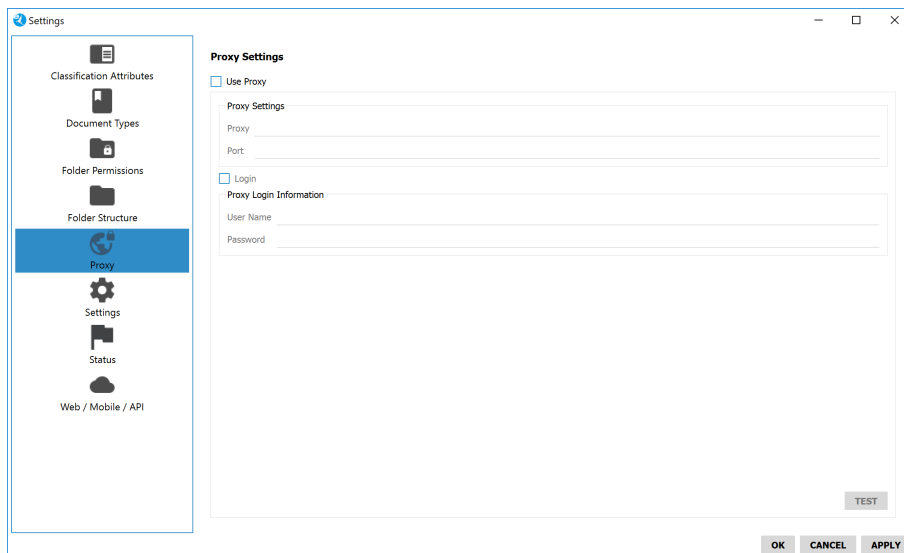 Settings
Classification Attributes
Document Types
Folder Permissions
Folder Structure
Proxy
Settings
Status
Web / Mobile / API
Proxy Settings
Use Proxy
Proxy Settings
Proxy
Port
Login
Proxy Login Information
User Name
Password
TEST
OK CANCEL APPLY